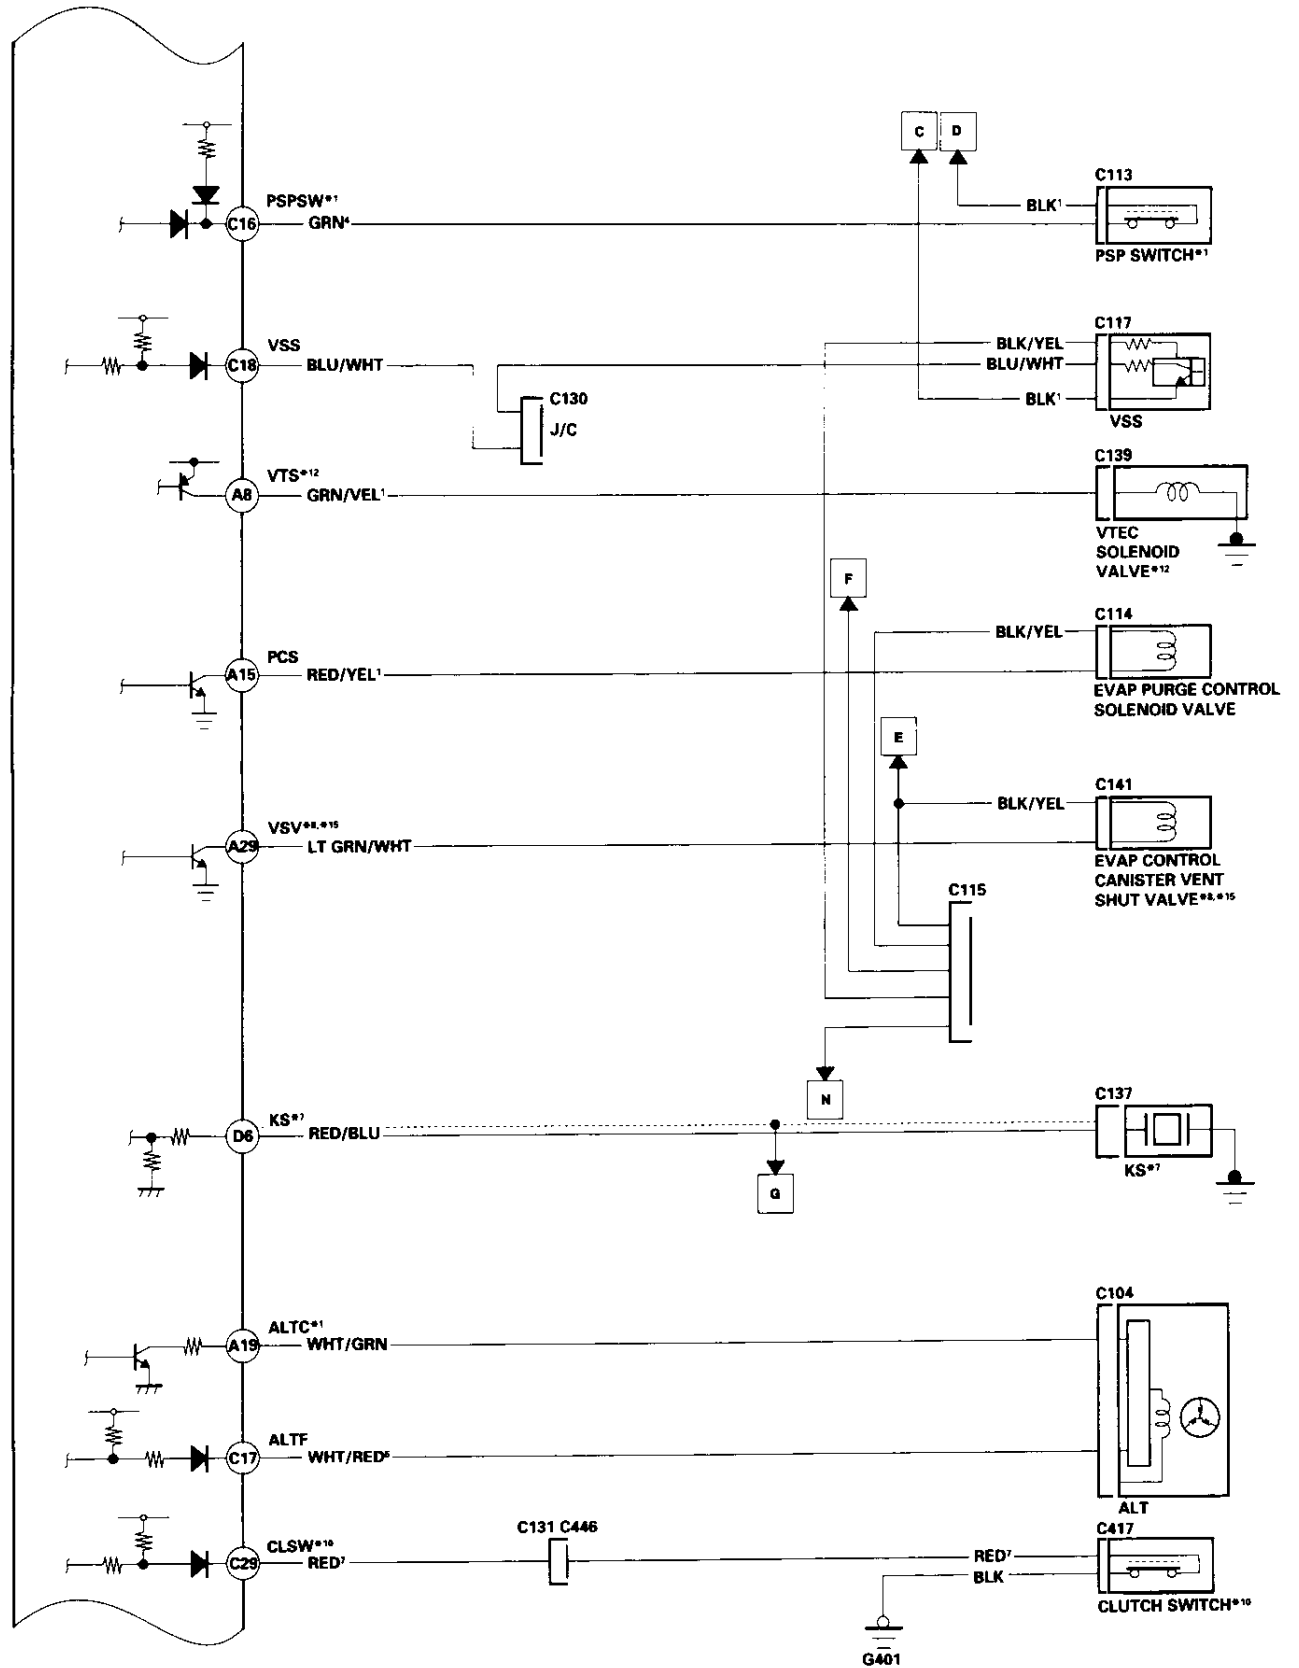 C D
C113
PSPSW*1
BLK1
C16 GRN4
PSP SWITCH*1
C117
VSS
BLK/YEL
C18 BLU/WHT
BLU/WHT
C130
BLK1
J/C
VSS
C139
VTS*12
A8 GRN/VEL1
VTEC
SOLENOID
VALVE*12
F
C114
BLK/YEL
PCS
A15 RED/YEL1
EVAP PURGE CONTROL
SOLENOID VALVE
E
C141
BLK/YEL
VSV*8,*15
A29 LT GRN/WHT
EVAP CONTROL
CANISTER VENT
SHUT VALVE*8,*15
C115
N
C137
KS*7
D6 RED/BLU
KS*7
G
C104
ALTC*1
A19 WHT/GRN
ALTF
C17 WHT/RED5
ALT
C131 C446
C417
CLSW*10
C29 RED7
RED7
BLK
CLUTCH SWITCH*10
G401